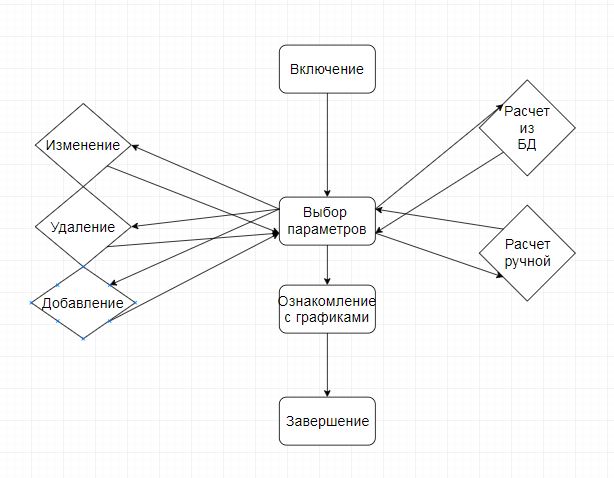 Включение
Изменение
Удаление
Добавление
Выбор
параметров
Расчет
из
БД
Расчет
ручной
Ознакомление
с графиками
Завершение